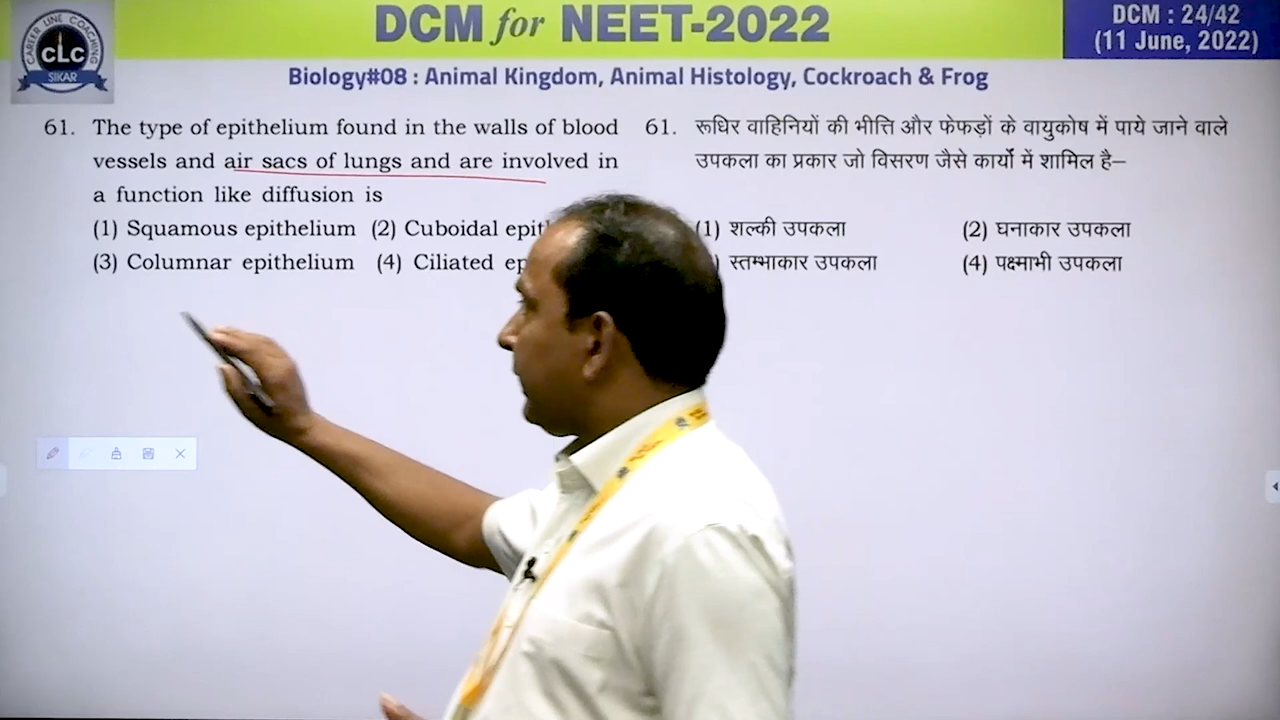 DCM for NEET-2022
DCM : 24/42
(11 June, 2022)
CAREER LINE COACHING
CLC
SIKAR
Biology#08 : Animal Kingdom, Animal Histology, Cockroach & Frog
61. The type of epithelium found in the walls of blood
vessels and air sacs of lungs and are involved in
a function like diffusion is
(1) Squamous epithelium (2) Cuboidal
(3) Columnar epithelium (4) Ciliated
61. रूधिर वाहिनियों की भीत्ति और फेफड़ों के वायुकोष में पाये जाने वाले
उपकला का प्रकार जो विसरण जैसे कार्यों में शामिल है–
(1) शल्की उपकला (2) घनाकार उपकला
स्तम्भाकार उपकला (4) पक्ष्माभी उपकला